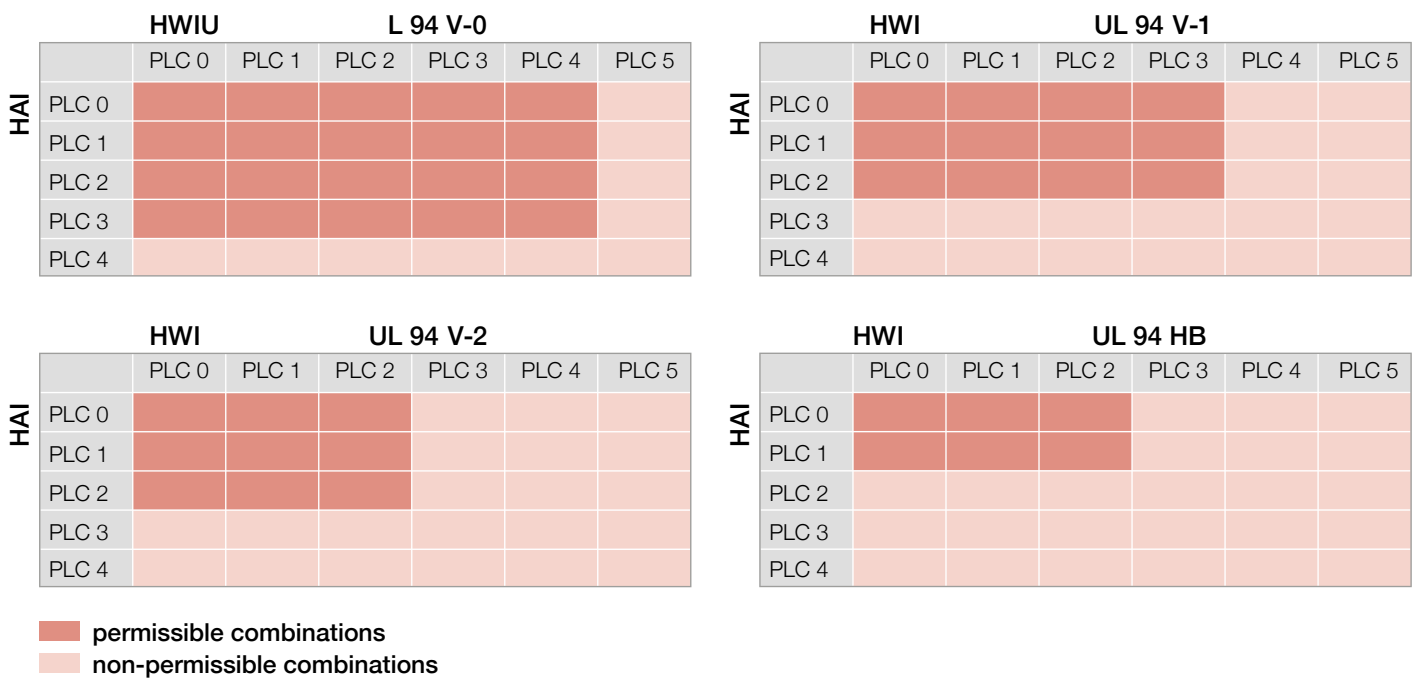 HWIU L 94 V-0
PLC 0 PLC 1 PLC 2 PLC 3 PLC 4 PLC 5
HAI
PLC 0
PLC 1
PLC 2
PLC 3
PLC 4
HWI UL 94 V-1
PLC 0 PLC 1 PLC 2 PLC 3 PLC 4 PLC 5
HAI
PLC 0
PLC 1
PLC 2
PLC 3
PLC 4
HWI UL 94 V-2
PLC 0 PLC 1 PLC 2 PLC 3 PLC 4 PLC 5
HAI
PLC 0
PLC 1
PLC 2
PLC 3
PLC 4
HWI UL 94 HB
PLC 0 PLC 1 PLC 2 PLC 3 PLC 4 PLC 5
HAI
PLC 0
PLC 1
PLC 2
PLC 3
PLC 4
permissible combinations
non-permissible combinations